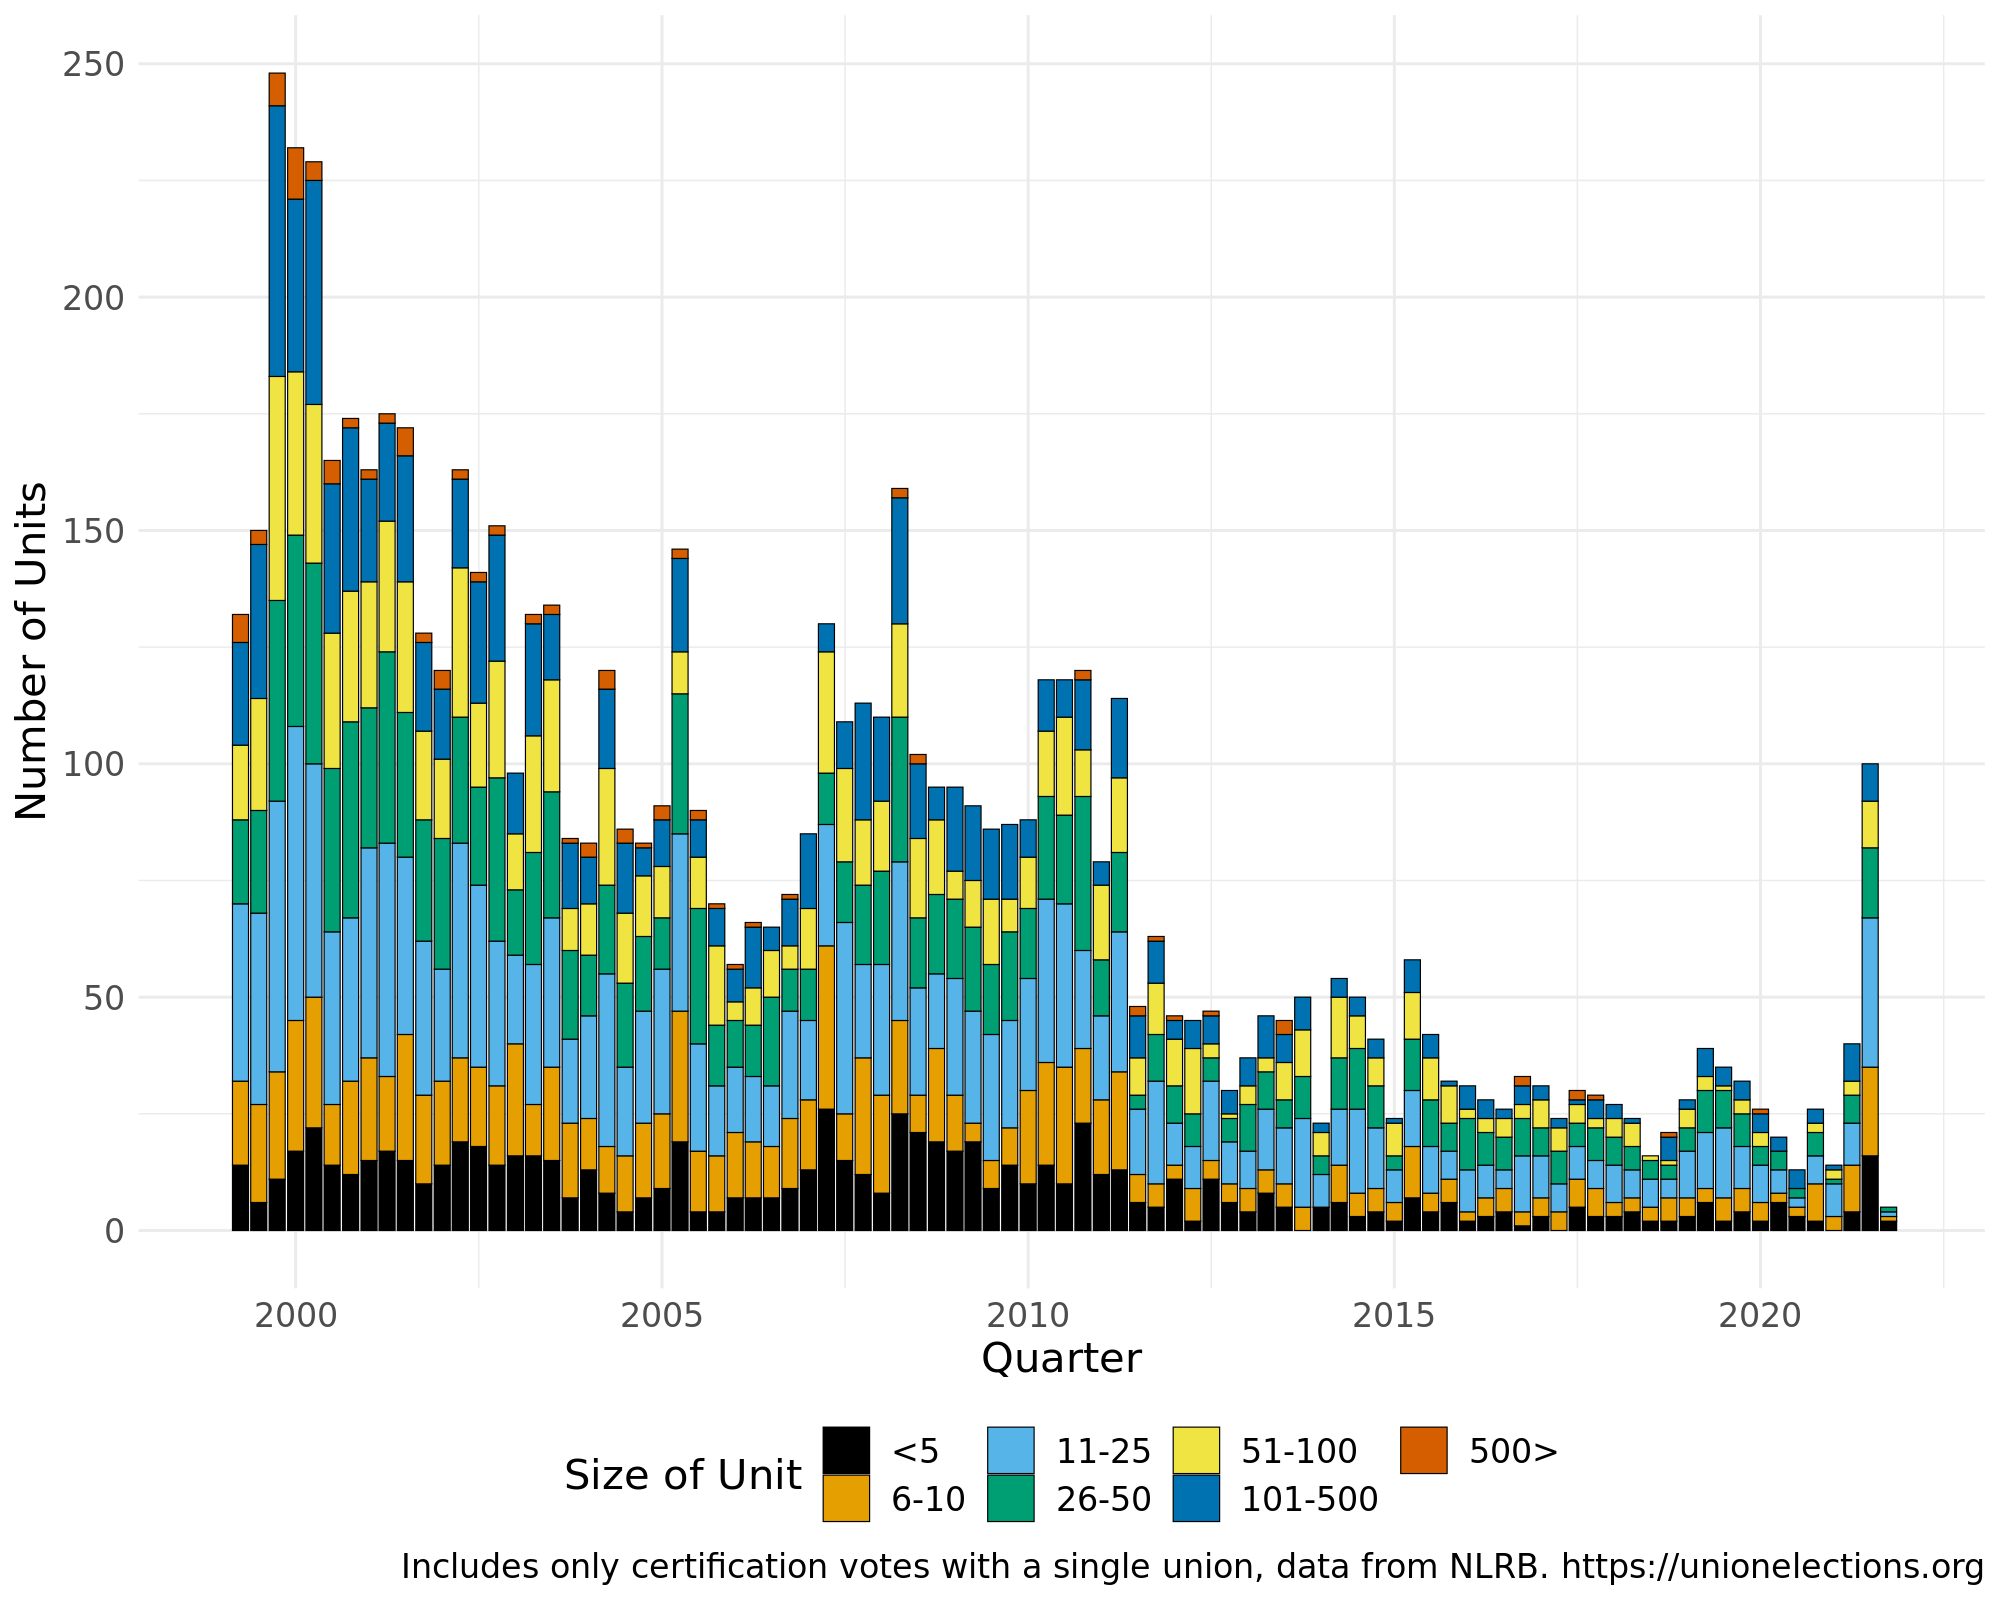 250
200
150
100
50
0
Number of Units
2000 2005 2010 2015 2020
Quarter
Size of Unit
<5 11-25 51-100 500>
6-10 26-50 101-500
Includes only certification votes with a single union, data from NLRB. https://unionelections.org